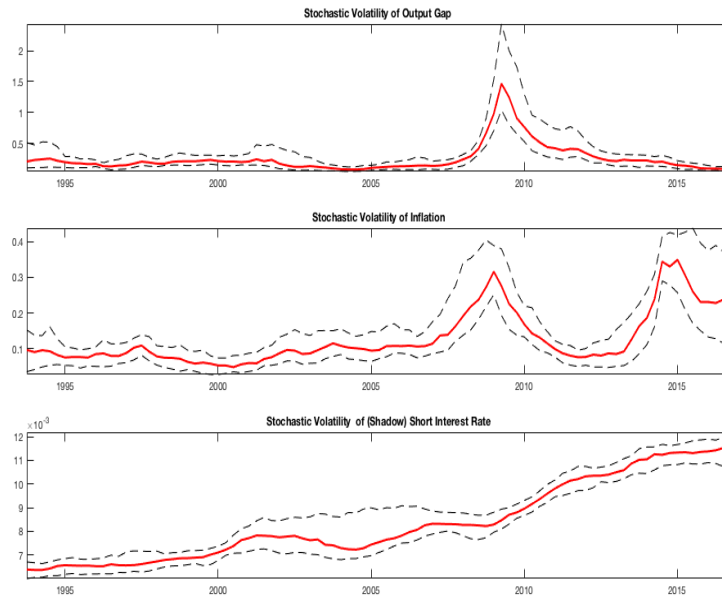 Stochastic Volatility of Output Gap
2
1.5
1
0.5
1995 2000 2005 2010 2015
Stochastic Volatility of Inflation
0.4
0.3
0.2
0.1
1995 2000 2005 2010 2015
×10⁻³ Stochastic Volatility of (Shadow) Short Interest Rate
12
11
10
9
8
7
1995 2000 2005 2010 2015